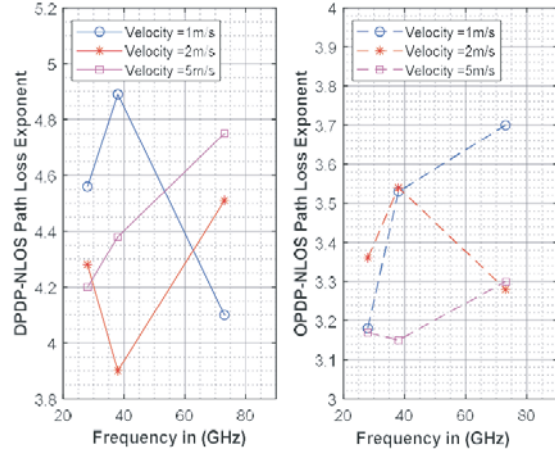 DPDP-NLOS Path Loss Exponent
5.2
5
4.8
4.6
4.4
4.2
4
3.8
20
40
60
80
Frequency in (GHz)
Velocity =1m/s
Velocity =2m/s
Velocity =5m/s
OPDP-NLOS Path Loss Exponent
4
3.9
3.8
3.7
3.6
3.5
3.4
3.3
3.2
3.1
3
20
40
60
80
Frequency in (GHz)
Velocity =1m/s
Velocity =2m/s
Velocity =5m/s